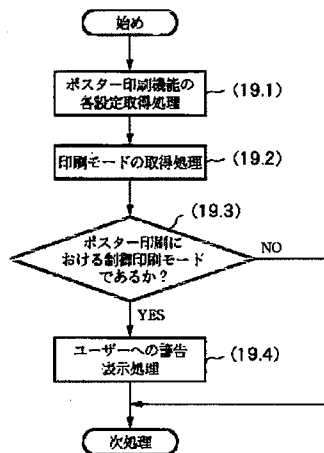 始め
ポスター印刷機能の
各設定取得処理
(19.1)
印刷モードの取得処理
(19.2)
(19.3)
ポスター印刷に
おける制御印刷モード
であるか?
NO
YES
ユーザーへの警告
表示処理
(19.4)
次処理